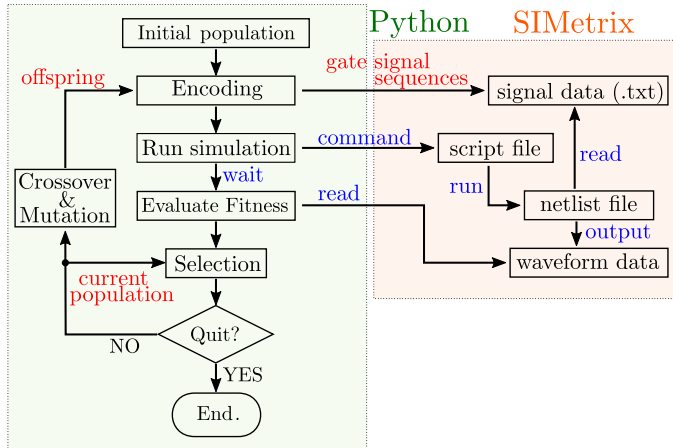 Python
SIMetrix
Initial population
offspring
Encoding
gate signal
sequences
signal data (.txt)
Run simulation
command
script file
read
wait
Crossover
&
Mutation
Evaluate Fitness
read
run
netlist file
output
Selection
waveform data
current
population
Quit?
NO
YES
End.